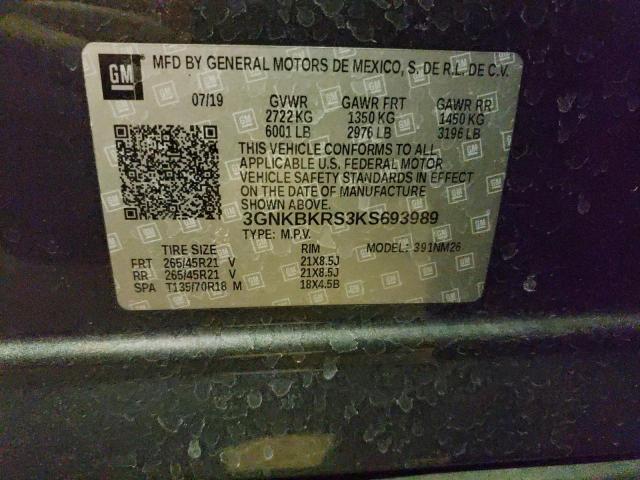 GM MFD BY GENERAL MOTORS DE MEXICO, S. DE R.L. DE C.V.
07/19 GVWR GAWR FRT GAWR RR
2722 KG 1350 KG 1450 KG
6001 LB 2976 LB 3196 LB
THIS VEHICLE CONFORMS TO ALL
APPLICABLE U.S. FEDERAL MOTOR
VEHICLE SAFETY STANDARDS IN EFFECT
ON THE DATE OF MANUFACTURE
3GNKBKRS3KS693989
TYPE: M.P.V. MODEL: 391NM26
TIRE SIZE RIM
FRT 265/45R21 V 21X8.5J
RR 265/45R21 V 21X8.5J
SPA T135/70R18 M 18X4.5B